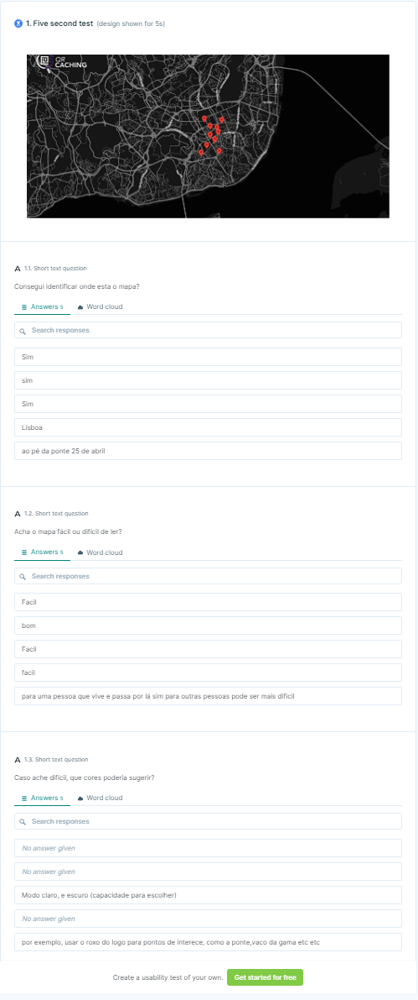 1. Five second test (design shown for 5s)
QR
CACHING
1.1. Short text question
Consegui identificar onde esta o mapa?
Answers 5 Word cloud
Search responses
Sim
sim
Sim
Lisboa
ao pé da ponte 25 de abril
1.2. Short text question
Acha o mapa fácil ou difícil de ler?
Answers 5 Word cloud
Search responses
Facil
bom
Facil
facil
para uma pessoa que vive e passa por lá sim para outras pessoas pode ser mais difícil
1.3. Short text question
Caso ache difícil, que cores poderia sugerir?
Answers 5 Word cloud
Search responses
No answer given
No answer given
Modo claro, e escuro (capacidade para escolher)
No answer given
por exemplo, usar o roxo do logo para pontos de interece, como a ponte,vaco da gama etc etc
Create a usability test of your own. Get started for free